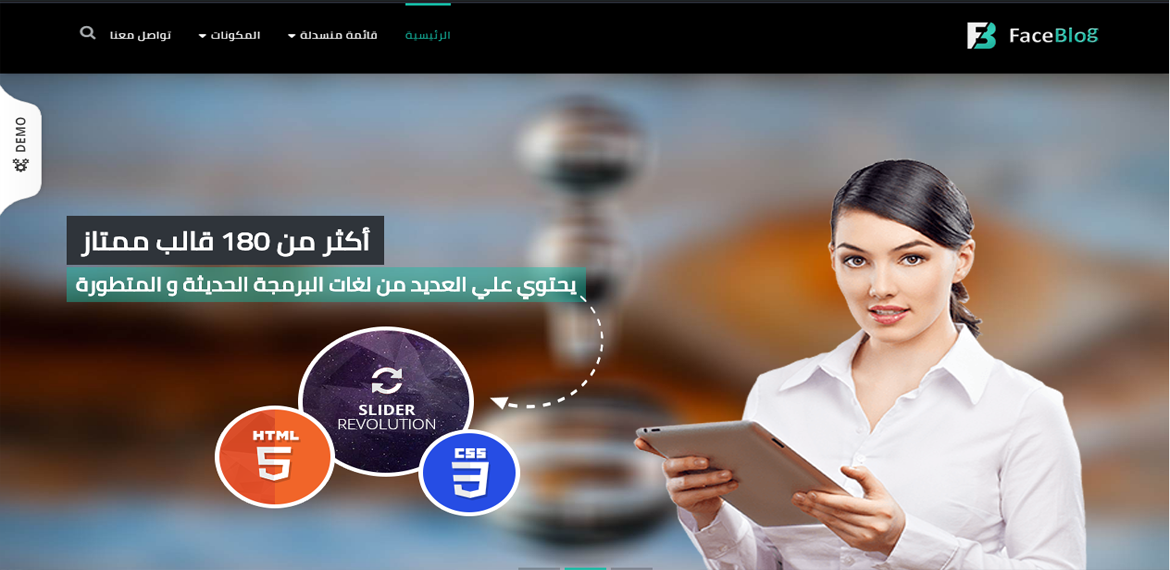 FaceBlog
الرئيسية
قائمة منسدلة
المكونات
تواصل معنا
DEMO
أكثر من 180 قالب ممتاز
يحتوي علي العديد من لغات البرمجة الحديثة و المتطورة
SLIDER
REVOLUTION
HTML
5
CSS
3